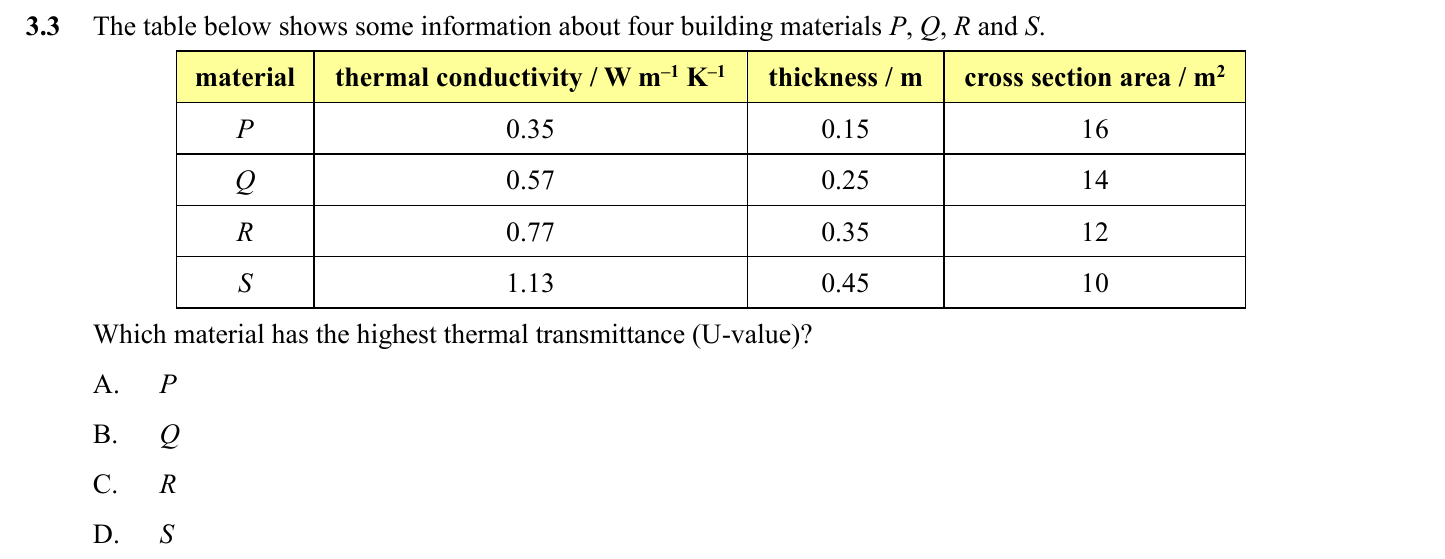 3.3 The table below shows some information about four building materials P, Q, R and S.
material thermal conductivity / W m⁻¹ K⁻¹ thickness / m cross section area / m²
P 0.35 0.15 16
Q 0.57 0.25 14
R 0.77 0.35 12
S 1.13 0.45 10
Which material has the highest thermal transmittance (U-value)?
A. P
B. Q
C. R
D. S